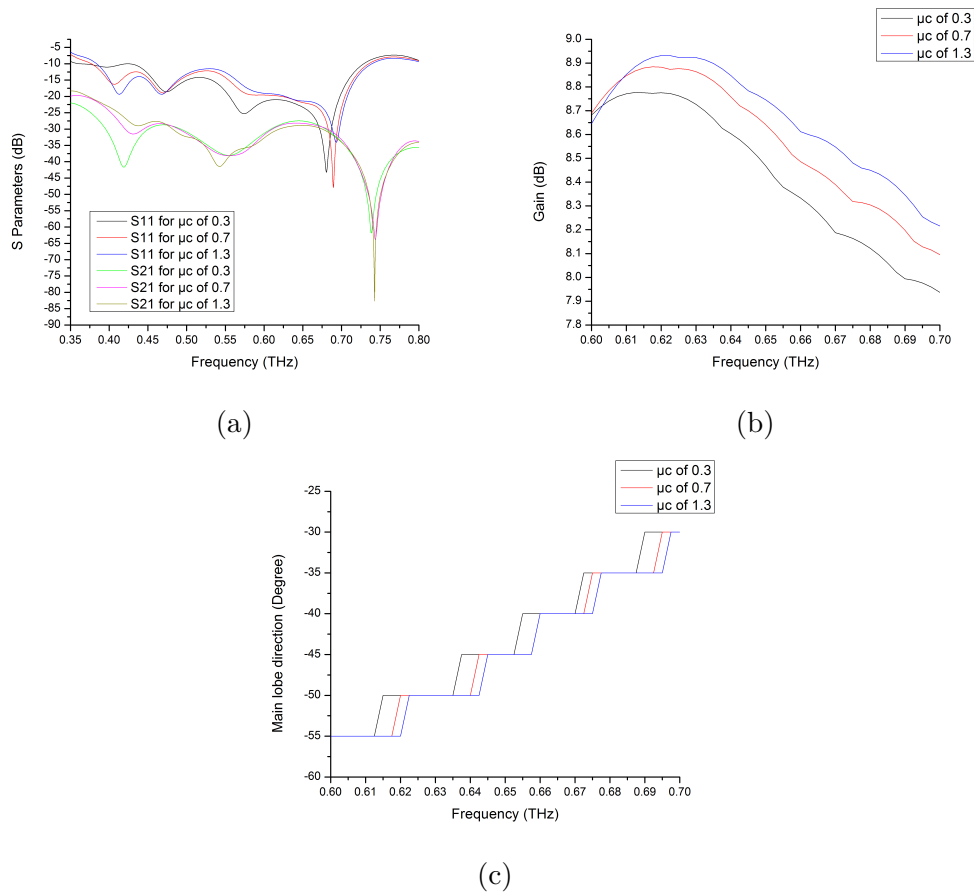 -5
-10
-15
-20
-25
-30
-35
-40
-45
-50
-55
-60
-65
-70
-75
-80
-85
-90
S Parameters (dB)
S11 for µc of 0.3
S11 for µc of 0.7
S11 for µc of 1.3
S21 for µc of 0.3
S21 for µc of 0.7
S21 for µc of 1.3
0.35 0.40 0.45 0.50 0.55 0.60 0.65 0.70 0.75 0.80
Frequency (THz)
(a)
µc of 0.3
µc of 0.7
µc of 1.3
9.0
8.9
8.8
8.7
8.6
8.5
8.4
8.3
8.2
8.1
8.0
7.9
7.8
Gain (dB)
0.60 0.61 0.62 0.63 0.64 0.65 0.66 0.67 0.68 0.69 0.70
Frequency (THz)
(b)
µc of 0.3
µc of 0.7
µc of 1.3
-25
-30
-35
-40
-45
-50
-55
-60
Main lobe direction (Degree)
0.60 0.61 0.62 0.63 0.64 0.65 0.66 0.67 0.68 0.69 0.70
Frequency (THz)
(c)